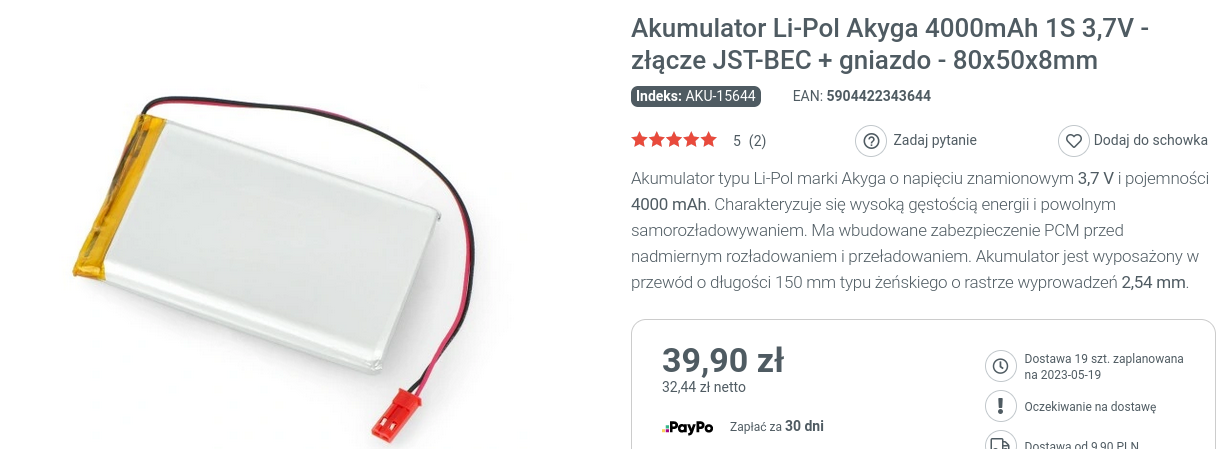 Akumulator Li-Pol Akyga 4000mAh 1S 3,7V -
złącze JST-BEC + gniazdo - 80x50x8mm
Indeks: AKU-15644 EAN: 5904422343644
5 (2) Zadaj pytanie Dodaj do schowka
Akumulator typu Li-Pol marki Akyga o napięciu znamionowym 3,7 V i pojemności
4000 mAh. Charakteryzuje się wysoką gęstością energii i powolnym
samorozładowywaniem. Ma wbudowane zabezpieczenie PCM przed
nadmiernym rozładowaniem i przeładowaniem. Akumulator jest wyposażony w
przewód o długości 150 mm typu żeńskiego o rastrze wyprowadzeń 2,54 mm.
39,90 zł
32,44 zł netto
PayPo Zapłać za 30 dni
Dostawa 19 szt. zaplanowana
na 2023-05-19
Oczekiwanie na dostawę
Dostawa od 9,90 PLN